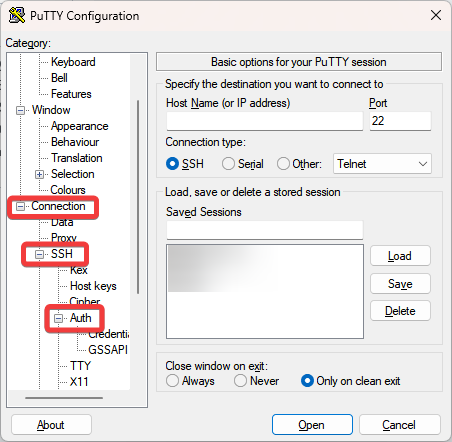 PuTTY Configuration
Category:
Keyboard
Bell
Features
Window
Appearance
Behaviour
Translation
Selection
Colours
Connection
Data
Proxy
SSH
Kex
Host keys
Cipher
Auth
Credentia
GSSAPI
TTY
X11
Basic options for your PuTTY session
Specify the destination you want to connect to
Host Name (or IP address)
Port
22
Connection type:
SSH
Serial
Other:
Telnet
Load, save or delete a stored session
Saved Sessions
Load
Save
Delete
Close window on exit:
Always
Never
Only on clean exit
About
Open
Cancel